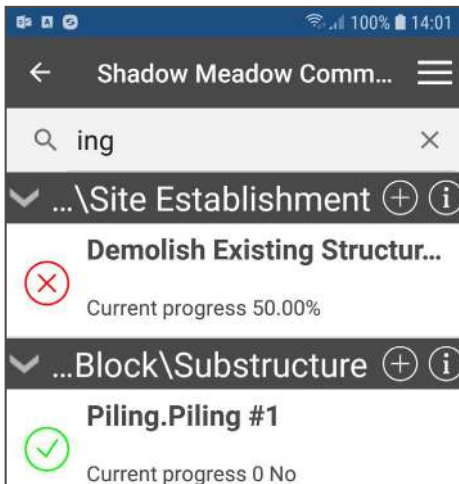 100% 14:01
Shadow Meadow Comm...
ing
...\Site Establishment
Demolish Existing Structur...
Current progress 50.00%
...Block\Substructure
Piling.Piling #1
Current progress 0 No